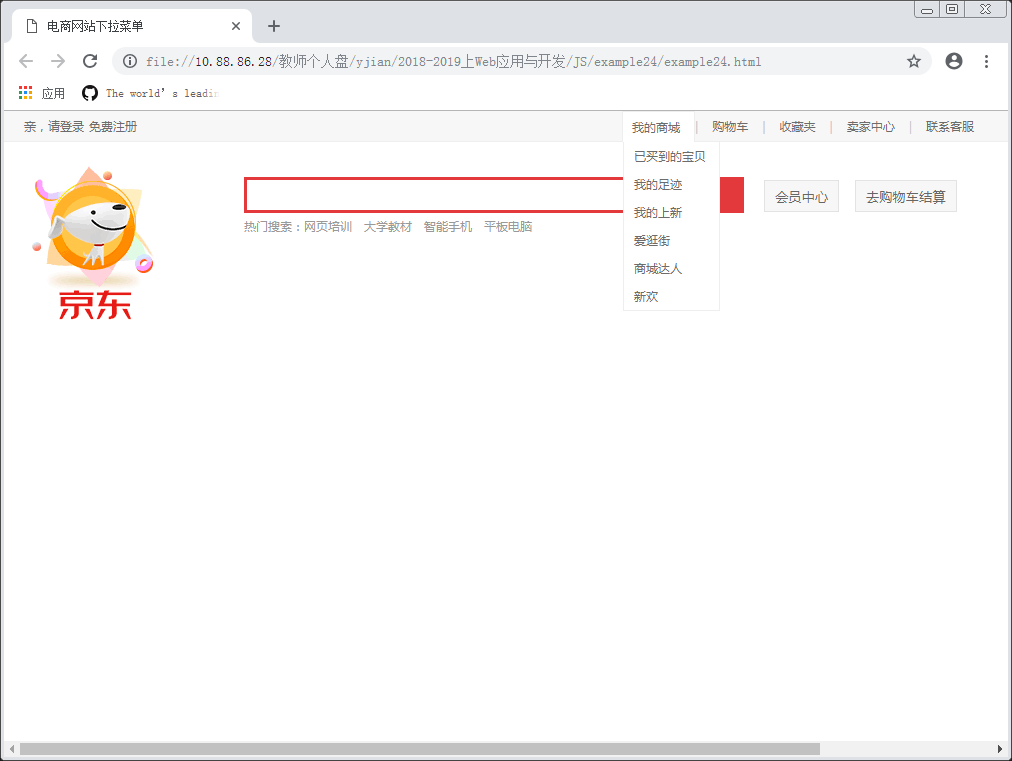 电商网站下拉菜单
file://10.88.86.28/教师个人盘/yjian/2018-2019上Web应用与开发/JS/example24/example24.html
应用 The world’s leadin
亲，请登录 免费注册 我的商城 | 购物车 | 收藏夹 | 卖家中心 | 联系客服
已买到的宝贝
我的足迹
我的上新
爱逛街
商城达人
新欢
会员中心 去购物车结算
热门搜索：网页培训 大学教材 智能手机 平板电脑
京东